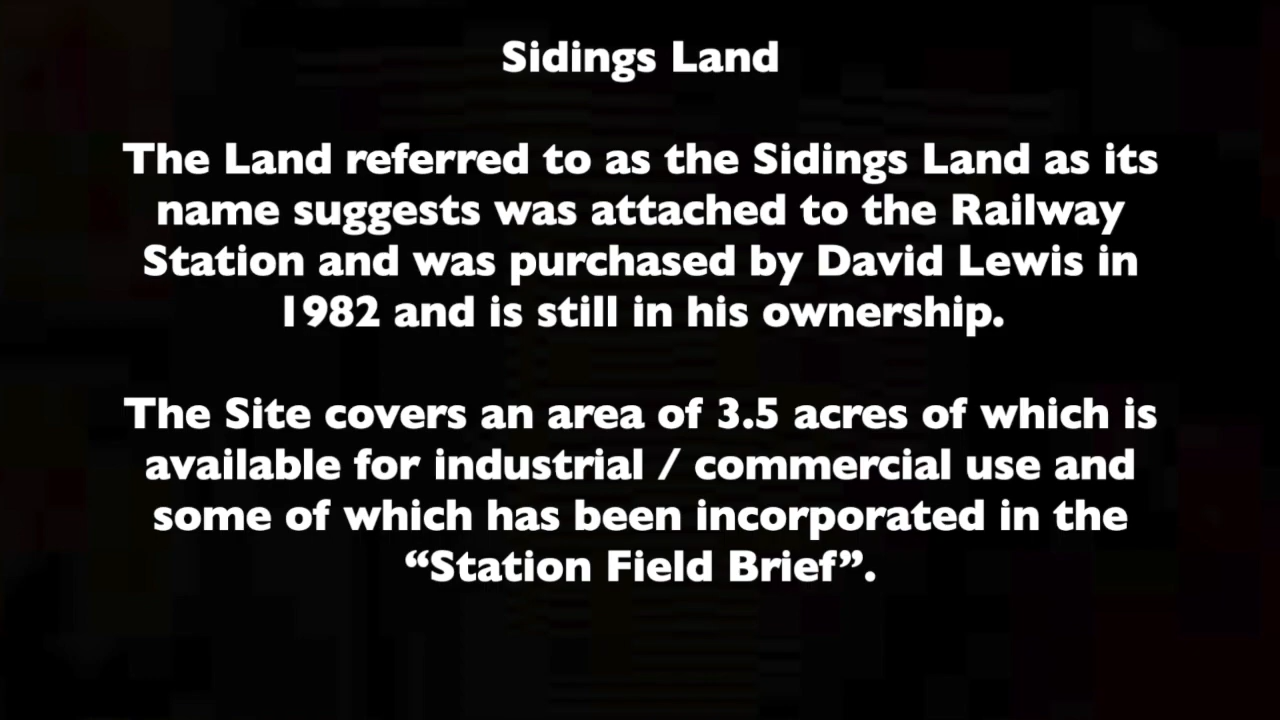 Sidings Land
The Land referred to as the Sidings Land as its
name suggests was attached to the Railway
Station and was purchased by David Lewis in
1982 and is still in his ownership.
The Site covers an area of 3.5 acres of which is
available for industrial / commercial use and
some of which has been incorporated in the
“Station Field Brief”.